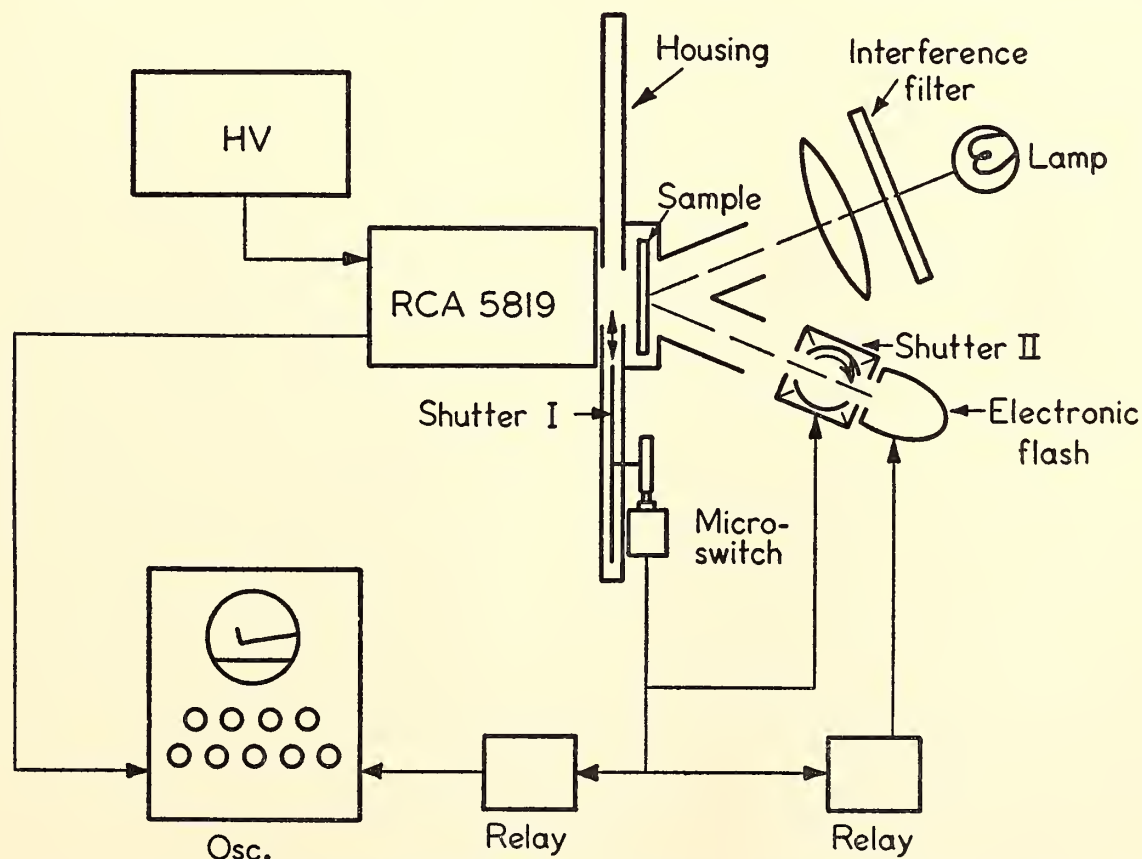 Housing
Interference
filter
HV
Lamp
Sample
RCA 5819
Shutter II
Shutter I
Electronic
flash
Micro-
switch
Osc.
Relay
Relay